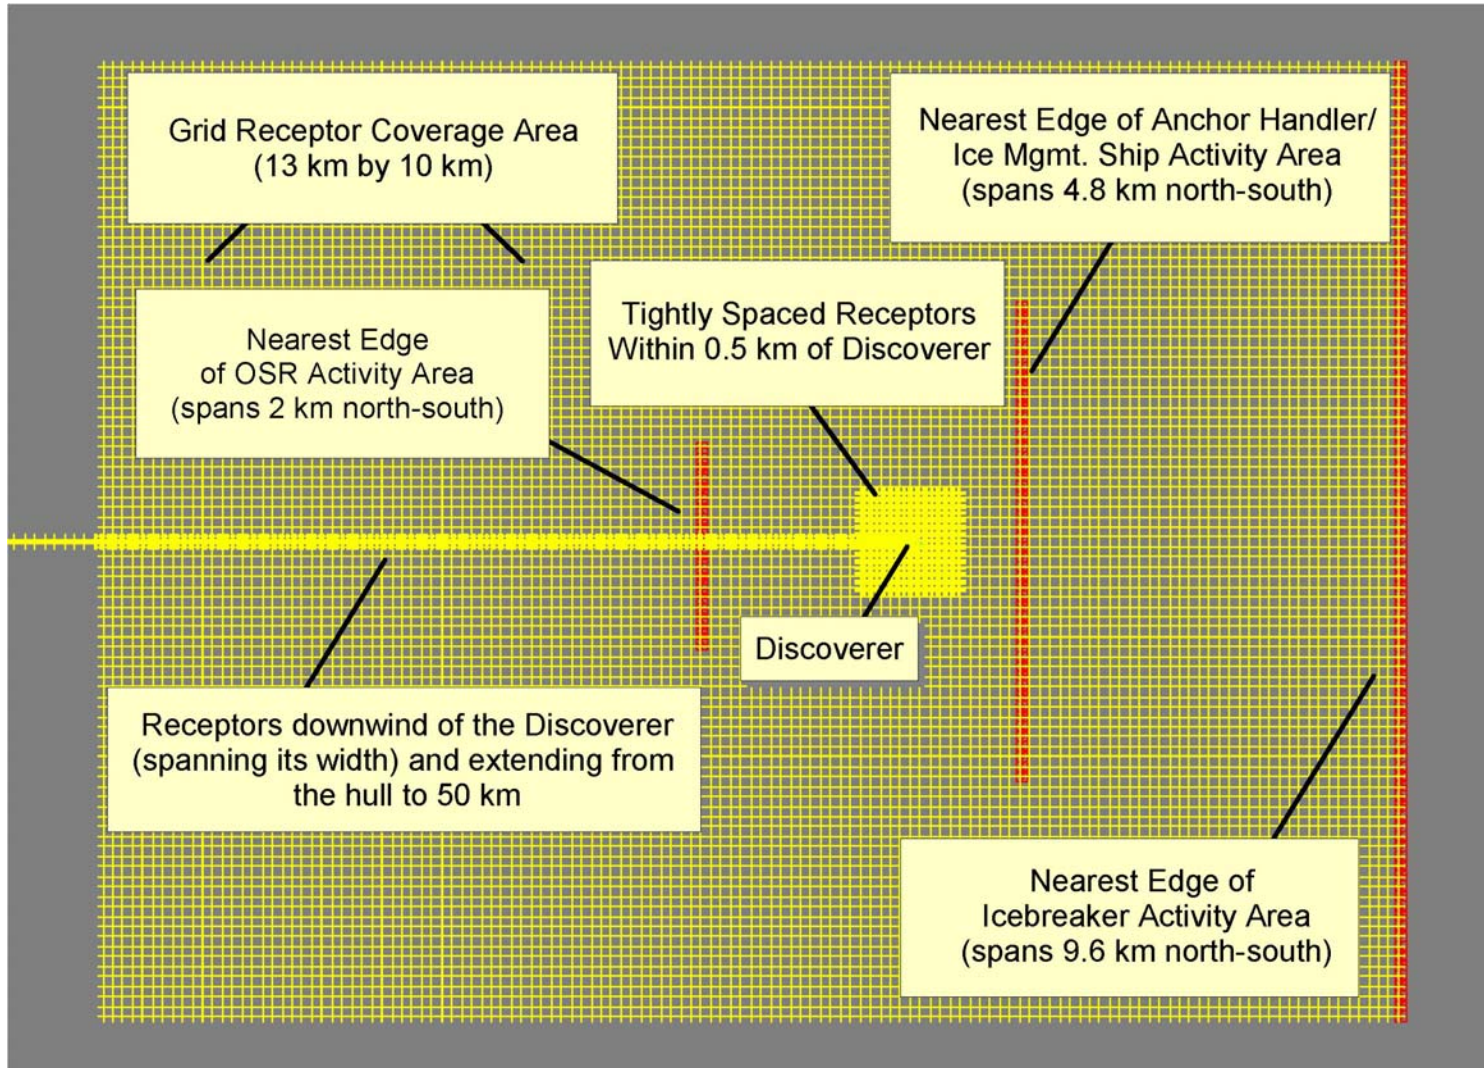 Grid Receptor Coverage Area
(13 km by 10 km)
Nearest Edge of Anchor Handler/
Ice Mgmt. Ship Activity Area
(spans 4.8 km north-south)
Nearest Edge
of OSR Activity Area
(spans 2 km north-south)
Tightly Spaced Receptors
Within 0.5 km of Discoverer
Discoverer
Receptors downwind of the Discoverer
(spanning its width) and extending from
the hull to 50 km
Nearest Edge of
Icebreaker Activity Area
(spans 9.6 km north-south)